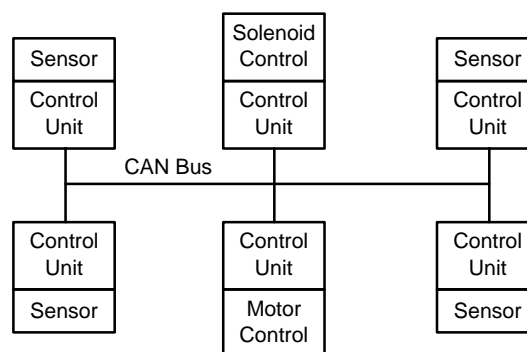 Sensor
Control
Unit
Solenoid
Control
Control
Unit
Sensor
Control
Unit
CAN Bus
Control
Unit
Sensor
Control
Unit
Motor
Control
Control
Unit
Sensor